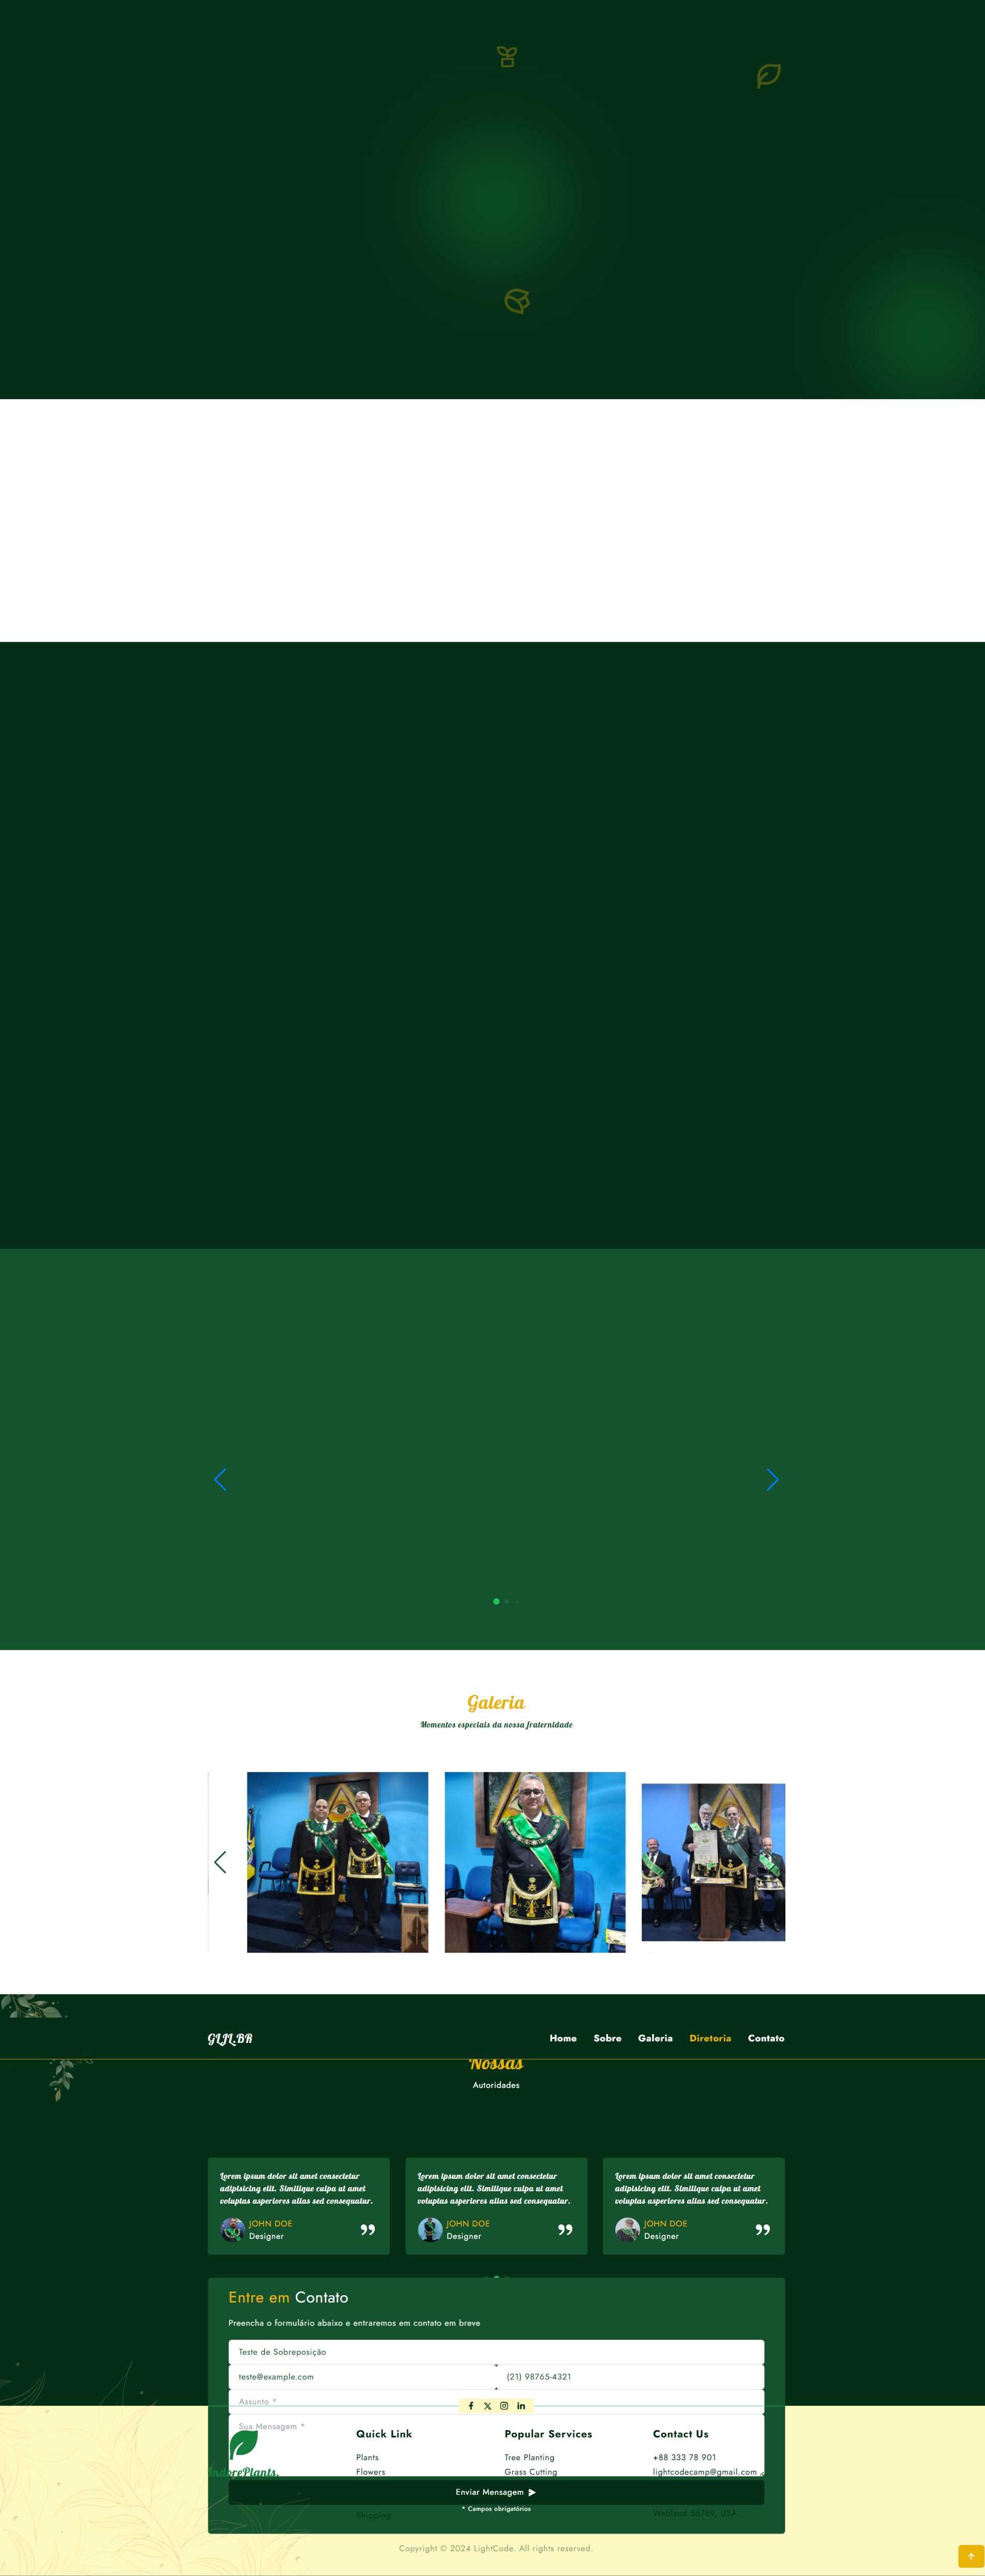 Galeria
Momentos especiais da nossa fraternidade
GLJL.BR
Home Sobre Galeria Diretoria Contato
Nossas
Autoridades
Lorem ipsum dolor sit amet consectetur
adipisicing elit. Similique culpa ut amet
voluptas asperiores alias sed consequatur.
JOHN DOE
Designer
Lorem ipsum dolor sit amet consectetur
adipisicing elit. Similique culpa ut amet
voluptas asperiores alias sed consequatur.
JOHN DOE
Designer
Lorem ipsum dolor sit amet consectetur
adipisicing elit. Similique culpa ut amet
voluptas asperiores alias sed consequatur.
JOHN DOE
Designer
Entre em Contato
Preencha o formulário abaixo e entraremos em contato em breve
Teste de Sobreposição
teste@example.com
(21) 98765-4321
Assunto *
Sua Mensagem *
IndorePlants.
Quick Link
Plants
Flowers
Shipping
Popular Services
Tree Planting
Grass Cutting
Contact Us
+88 333 78 901
lightcodecamp@gmail.com
Webland 56789, USA
Enviar Mensagem
* Campos obrigatórios
Copyright © 2024 LightCode. All rights reserved.